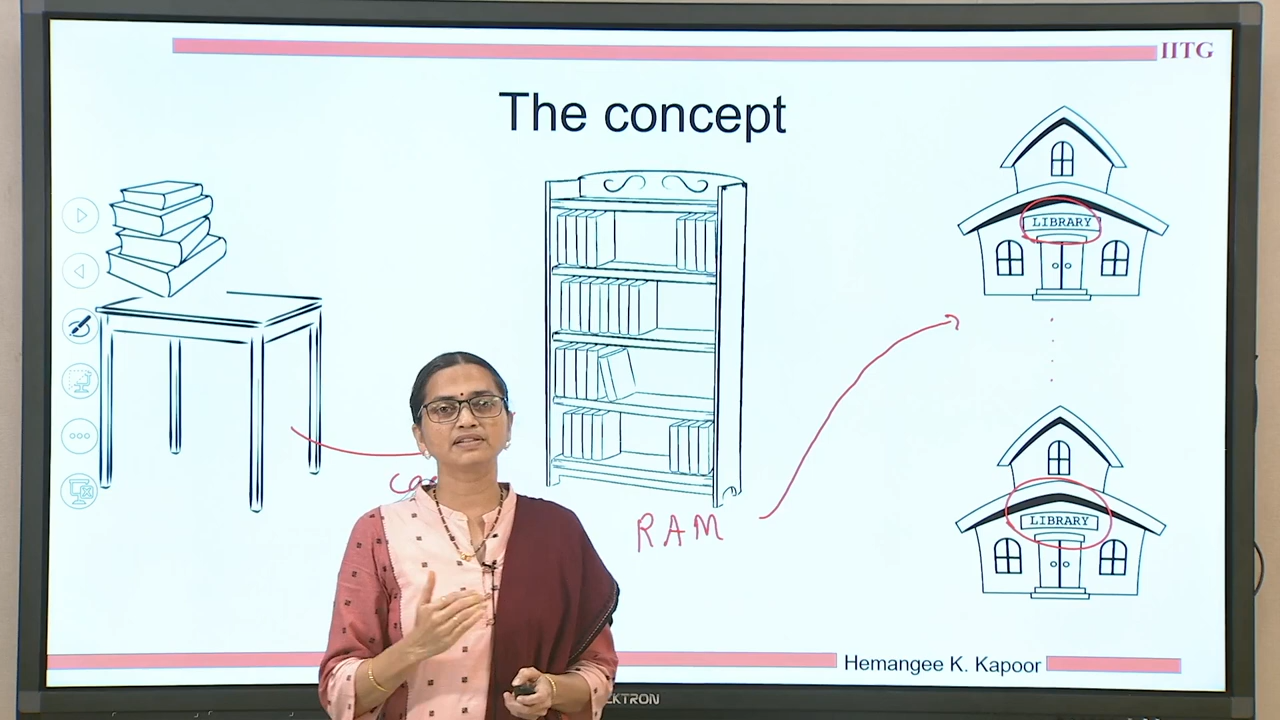 IITG
The concept
LIBRARY
RAM
LIBRARY
Hemangee K. Kapoor